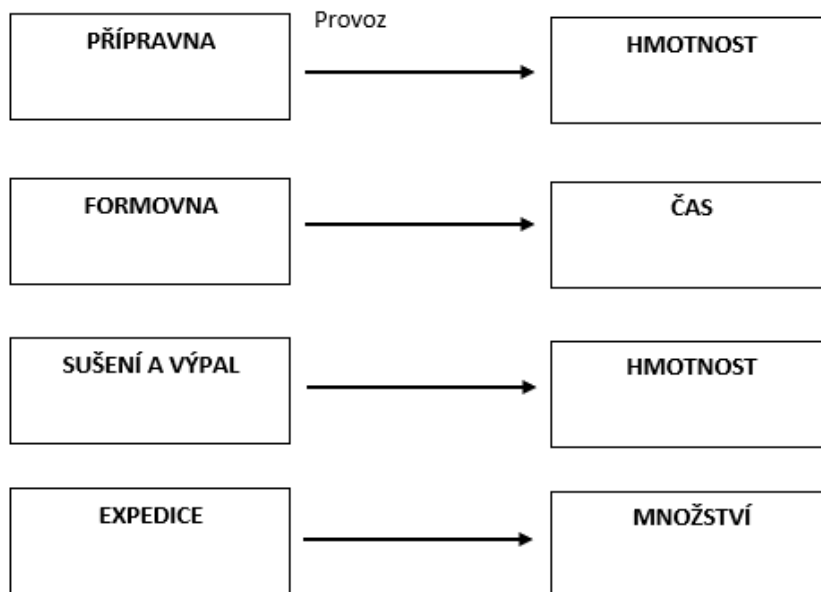 PŘÍPRAVNA
Provoz
HMOTNOST
FORMOVNA
ČAS
SUŠENÍ A VÝPAL
HMOTNOST
EXPEDICE
MNOŽSTVÍ